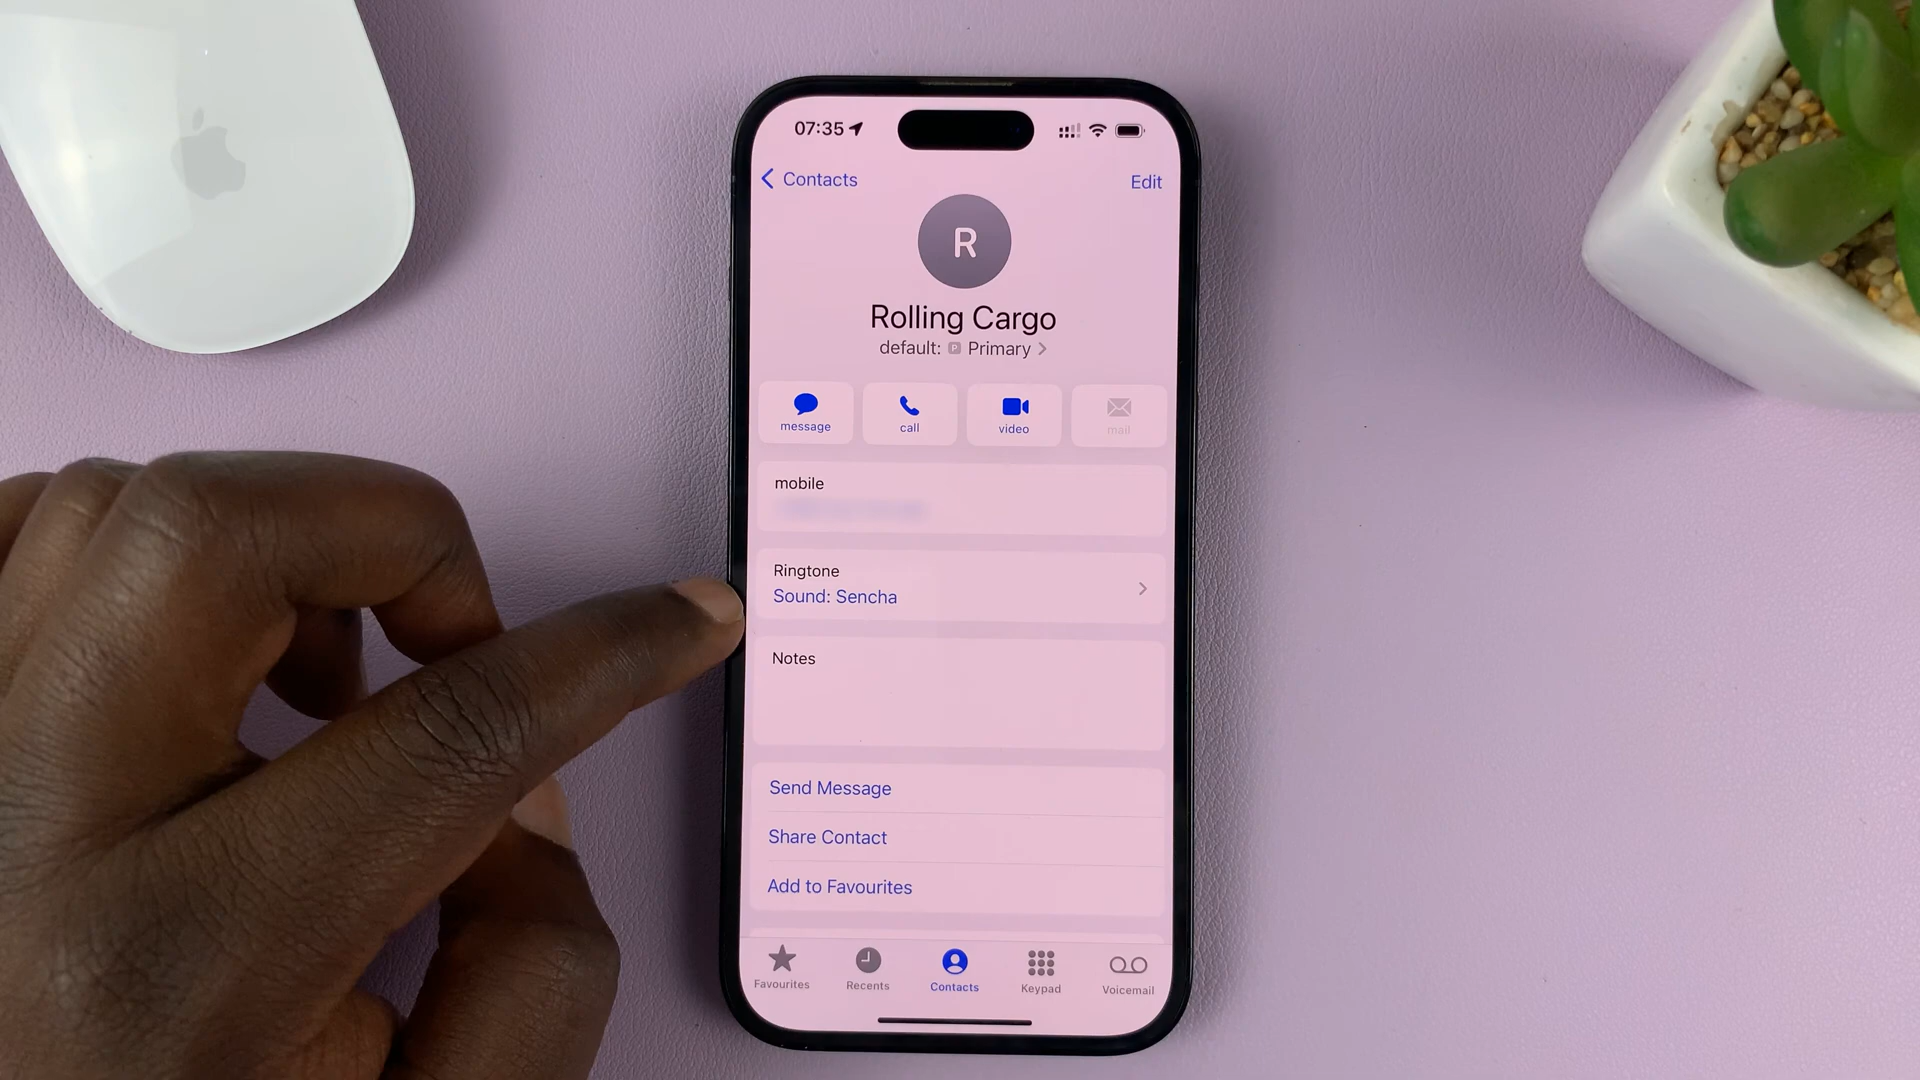 07:35
Contacts
Edit
R
Rolling Cargo
default: P Primary
message
call
video
mail
mobile
Ringtone
Sound: Sencha
Notes
Send Message
Share Contact
Add to Favourites
Favourites
Recents
Contacts
Keypad
Voicemail